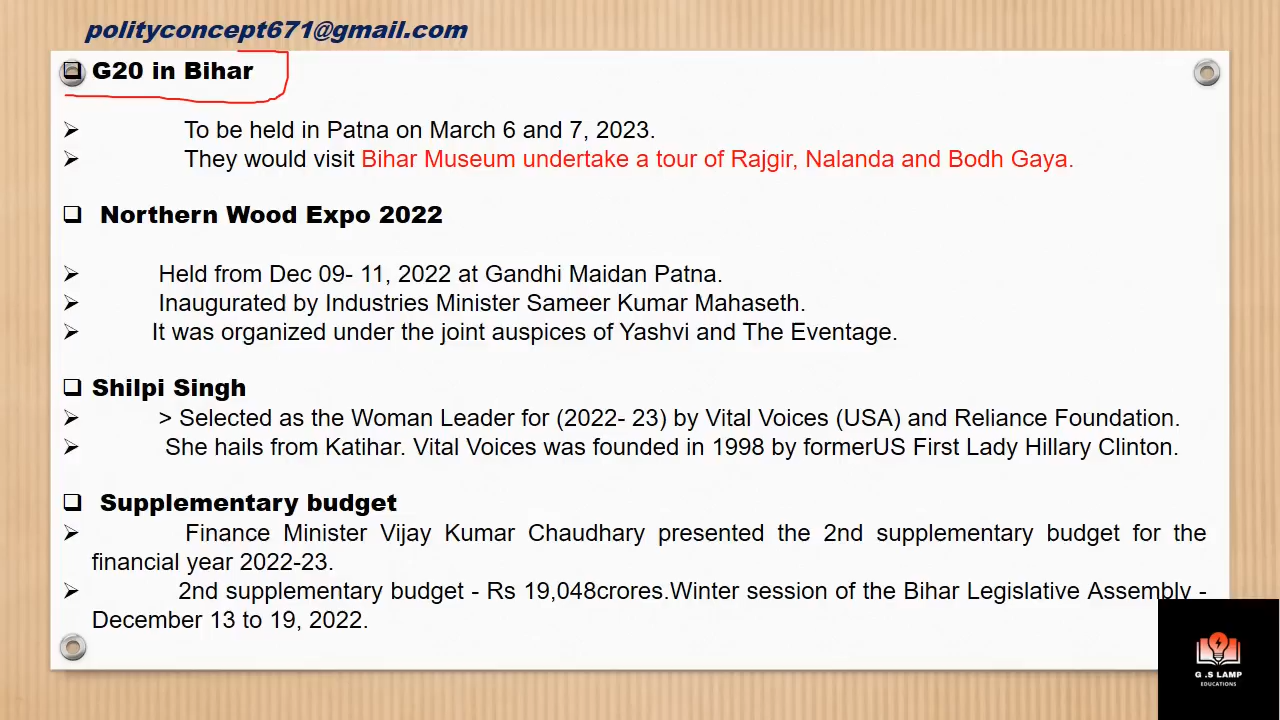 polityconcept671@gmail.com
❑ G20 in Bihar
➢ To be held in Patna on March 6 and 7, 2023.
➢ They would visit Bihar Museum undertake a tour of Rajgir, Nalanda and Bodh Gaya.
❑ Northern Wood Expo 2022
➢ Held from Dec 09- 11, 2022 at Gandhi Maidan Patna.
➢ Inaugurated by Industries Minister Sameer Kumar Mahaseth.
➢ It was organized under the joint auspices of Yashvi and The Eventage.
❑ Shilpi Singh
➢ > Selected as the Woman Leader for (2022- 23) by Vital Voices (USA) and Reliance Foundation.
➢ She hails from Katihar. Vital Voices was founded in 1998 by formerUS First Lady Hillary Clinton.
❑ Supplementary budget
➢ Finance Minister Vijay Kumar Chaudhary presented the 2nd supplementary budget for the
financial year 2022-23.
➢ 2nd supplementary budget - Rs 19,048crores.Winter session of the Bihar Legislative Assembly -
December 13 to 19, 2022.
G .S LAMP
EDUCATIONS